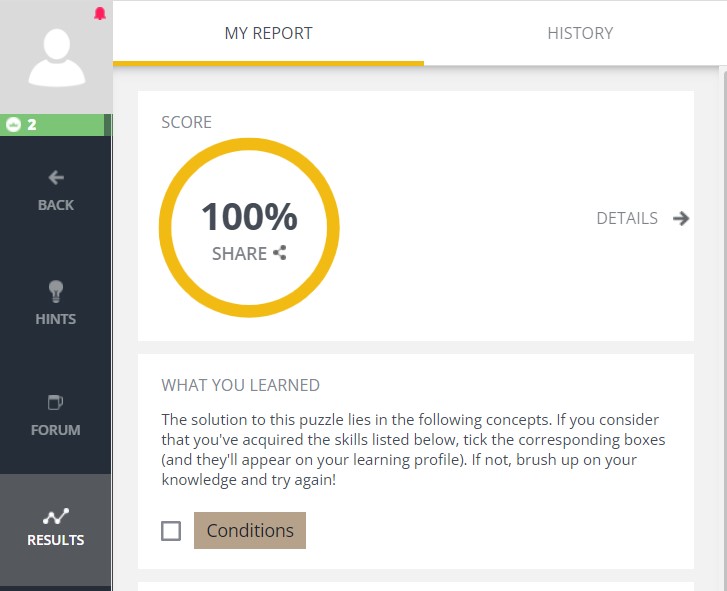 MY REPORT
HISTORY
2
BACK
HINTS
FORUM
RESULTS
SCORE
100%
SHARE
DETAILS
WHAT YOU LEARNED
The solution to this puzzle lies in the following concepts. If you consider
that you've acquired the skills listed below, tick the corresponding boxes
(and they'll appear on your learning profile). If not, brush up on your
knowledge and try again!
Conditions